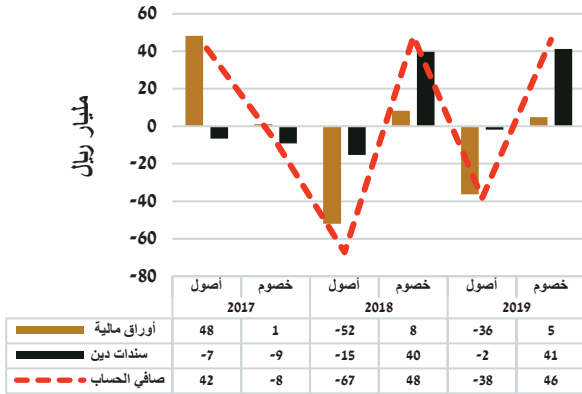 مليار ريال
60
40
20
0
-20
-40
-60
-80
أصول خصوم أصول خصوم أصول خصوم
2017 2018 2019
أوراق مالية 48 1 -52 8 -36 5
سندات دين -7 -9 -15 40 -2 41
صافي الحساب 42 -8 -67 48 -38 46